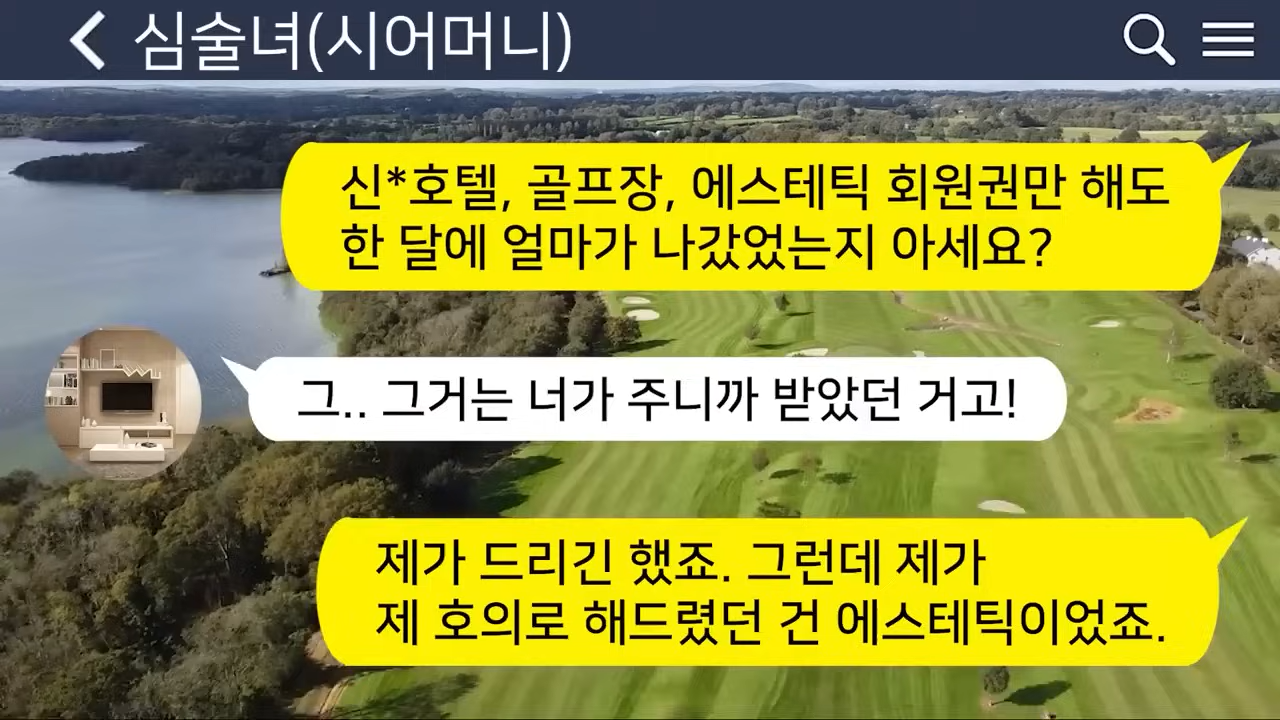 심술녀(시어머니)
신*호텔, 골프장, 에스테틱 회원권만 해도
한 달에 얼마가 나갔었는지 아세요?
그.. 그거는 너가 주니까 받았던 거고!
제가 드리긴 했죠. 그런데 제가
제 호의로 해드렸던 건 에스테틱이었죠.